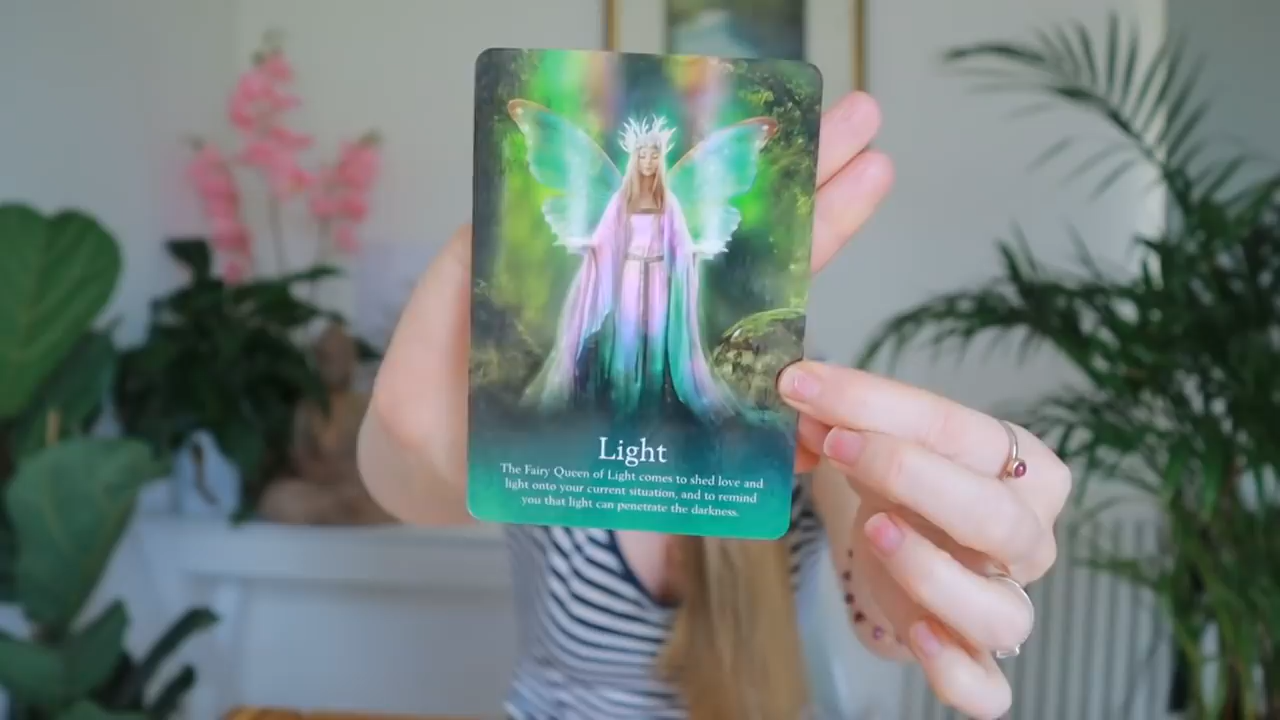 Light
The Fairy Queen of Light comes to shed love and
light onto your current situation, and to remind
you that light can penetrate the darkness.